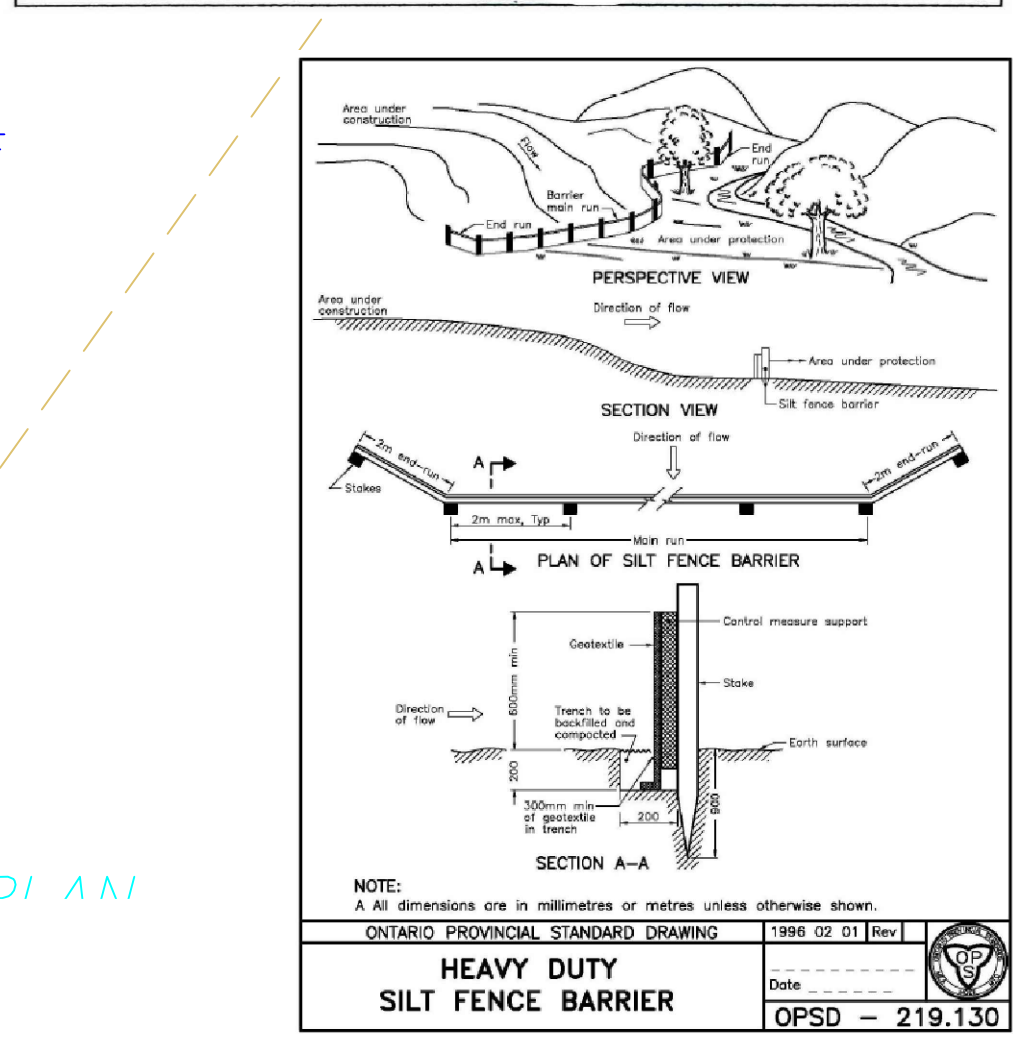 Area under
construction
Flow
End
run
Barrier
main run
End run
Area under protection
PERSPECTIVE VIEW
Area under
construction
Direction of flow
Area under protection
Silt fence barrier
SECTION VIEW
Direction of flow
2m end-run
2m end-run
A
Stakes
2m max, Typ
Main run
A
PLAN OF SILT FENCE BARRIER
Control measure support
Geotextile
600mm min
Stake
Direction
of flow
Trench to be
backfilled and
compacted
Earth surface
200
300mm min
of geotextile
in trench
200
900
SECTION A-A
NOTE:
A All dimensions are in millimetres or metres unless otherwise shown.
ONTARIO PROVINCIAL STANDARD DRAWING
1996 02 01 Rev
HEAVY DUTY
SILT FENCE BARRIER
Date
OPS
OPSD - 219.130